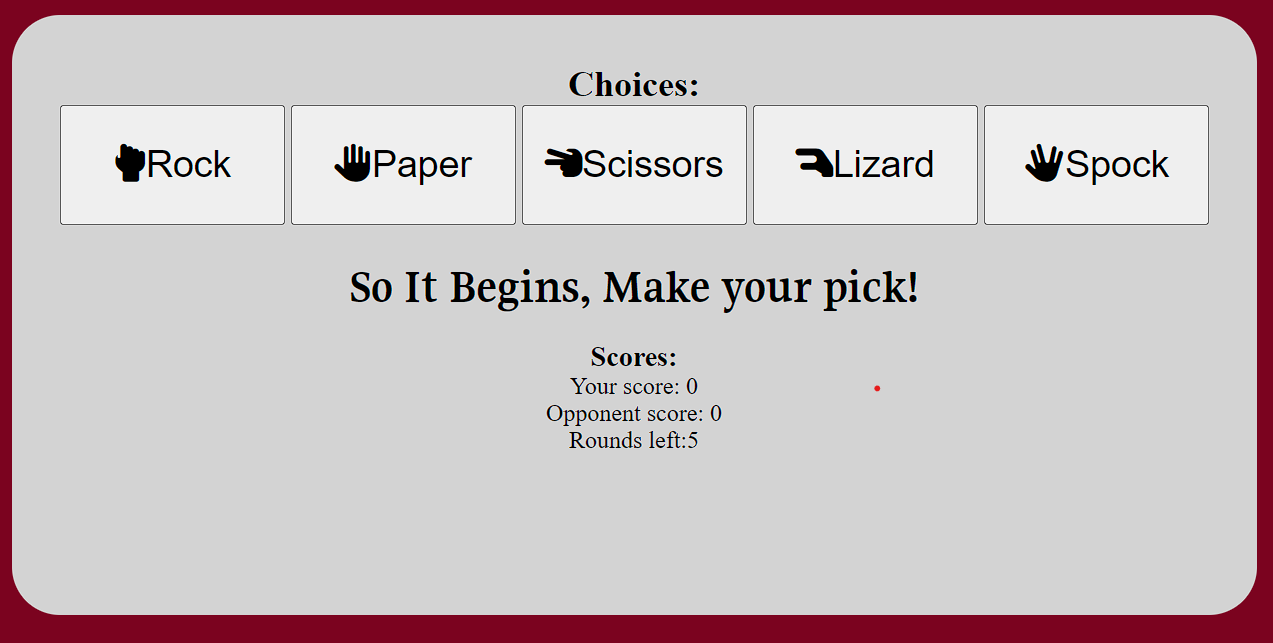 Choices:
Rock Paper Scissors Lizard Spock
So It Begins, Make your pick!
Scores:
Your score: 0
Opponent score: 0
Rounds left:5